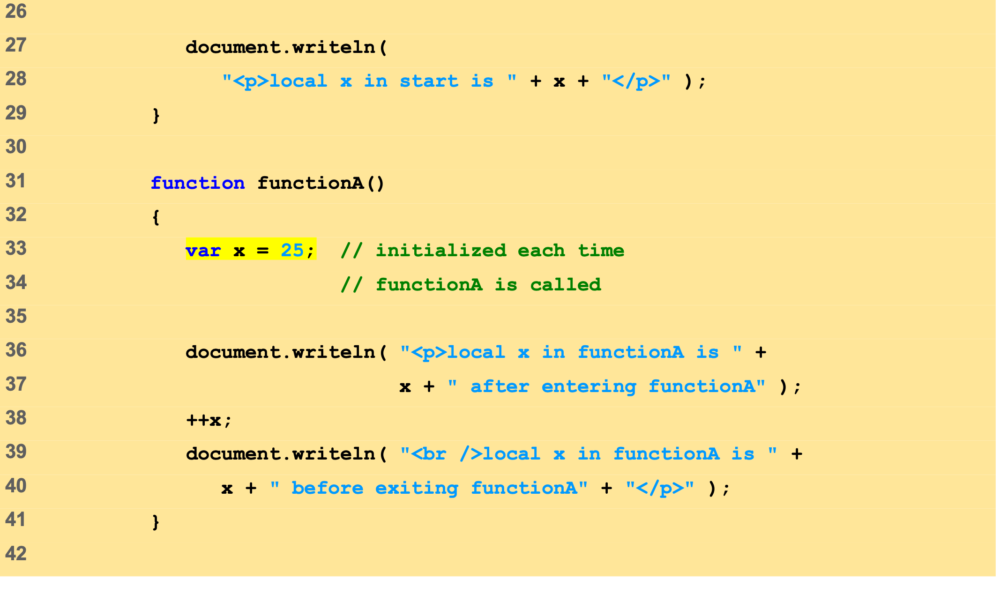 26
27 document.writeln(
28 "<p>local x in start is " + x + "</p>" );
29 }
30
31 function functionA()
32 {
33 var x = 25; // initialized each time
34 // functionA is called
35
36 document.writeln( "<p>local x in functionA is " +
37 x + " after entering functionA" );
38 ++x;
39 document.writeln( "<br />local x in functionA is " +
40 x + " before exiting functionA" + "</p>" );
41 }
42